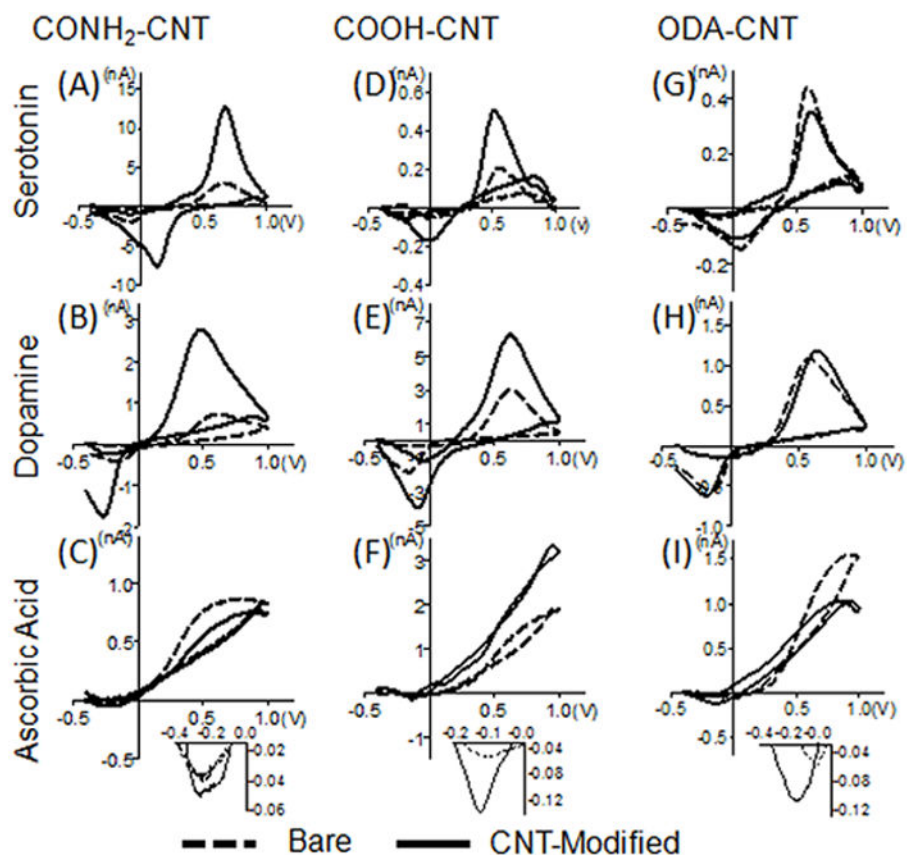 CONH₂-CNT COOH-CNT ODA-CNT
Serotonin
(A) (nA)
15
10
5
-0.5 0.5 1.0(V)
-5
-10
(D) (nA)
0.6
0.4
0.2
-0.5 0.5 1.0(v)
-0.2
-0.4
(G) (nA)
0.4
0.2
-0.5 0.5 1.0(V)
-0.2
Dopamine
(B) (nA)
3
2
1
-0.5 0.5 1.0(V)
-1
(E) (nA)
7
5
3
1
-0.5 0.5 1.0(V)
-1
-3
-5
(H) (nA)
1.5
1.0
0.5
-0.5 0.5 1.0(V)
-1.0
Ascorbic Acid
(C) (nA)
1.0
0.5
-0.5 0.5 1.0(V)
-0.5
-0.4 -0.2 0.0
-0.02
-0.04
-0.06
(F) (nA)
3
2
1
-0.5 0.5 1.0(V)
-1
-0.2 -0.1 -0.0
-0.04
-0.08
-0.12
(I) (nA)
1.5
1.0
0.5
-0.5 0.5 1.0(V)
-0.5
-0.4 -0.2 -0.0
-0.04
-0.08
-0.12
Bare CNT-Modified